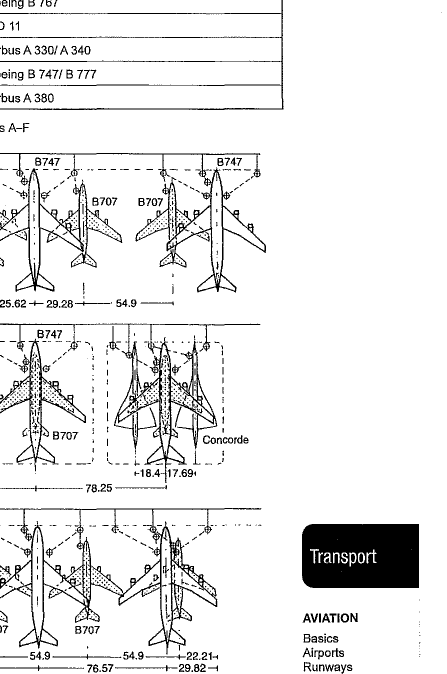 eing B 767
D 11
rbus A 330/ A 340
eing B 747/ B 777
rbus A 380
s A–F
B747
B747
B707
B707
25.62
29.28
54.9
B747
B707
Concorde
18.4
17.69
78.25
B707
54.9
54.9
22.21
76.57
29.82
Transport
AVIATION
Basics
Airports
Runways